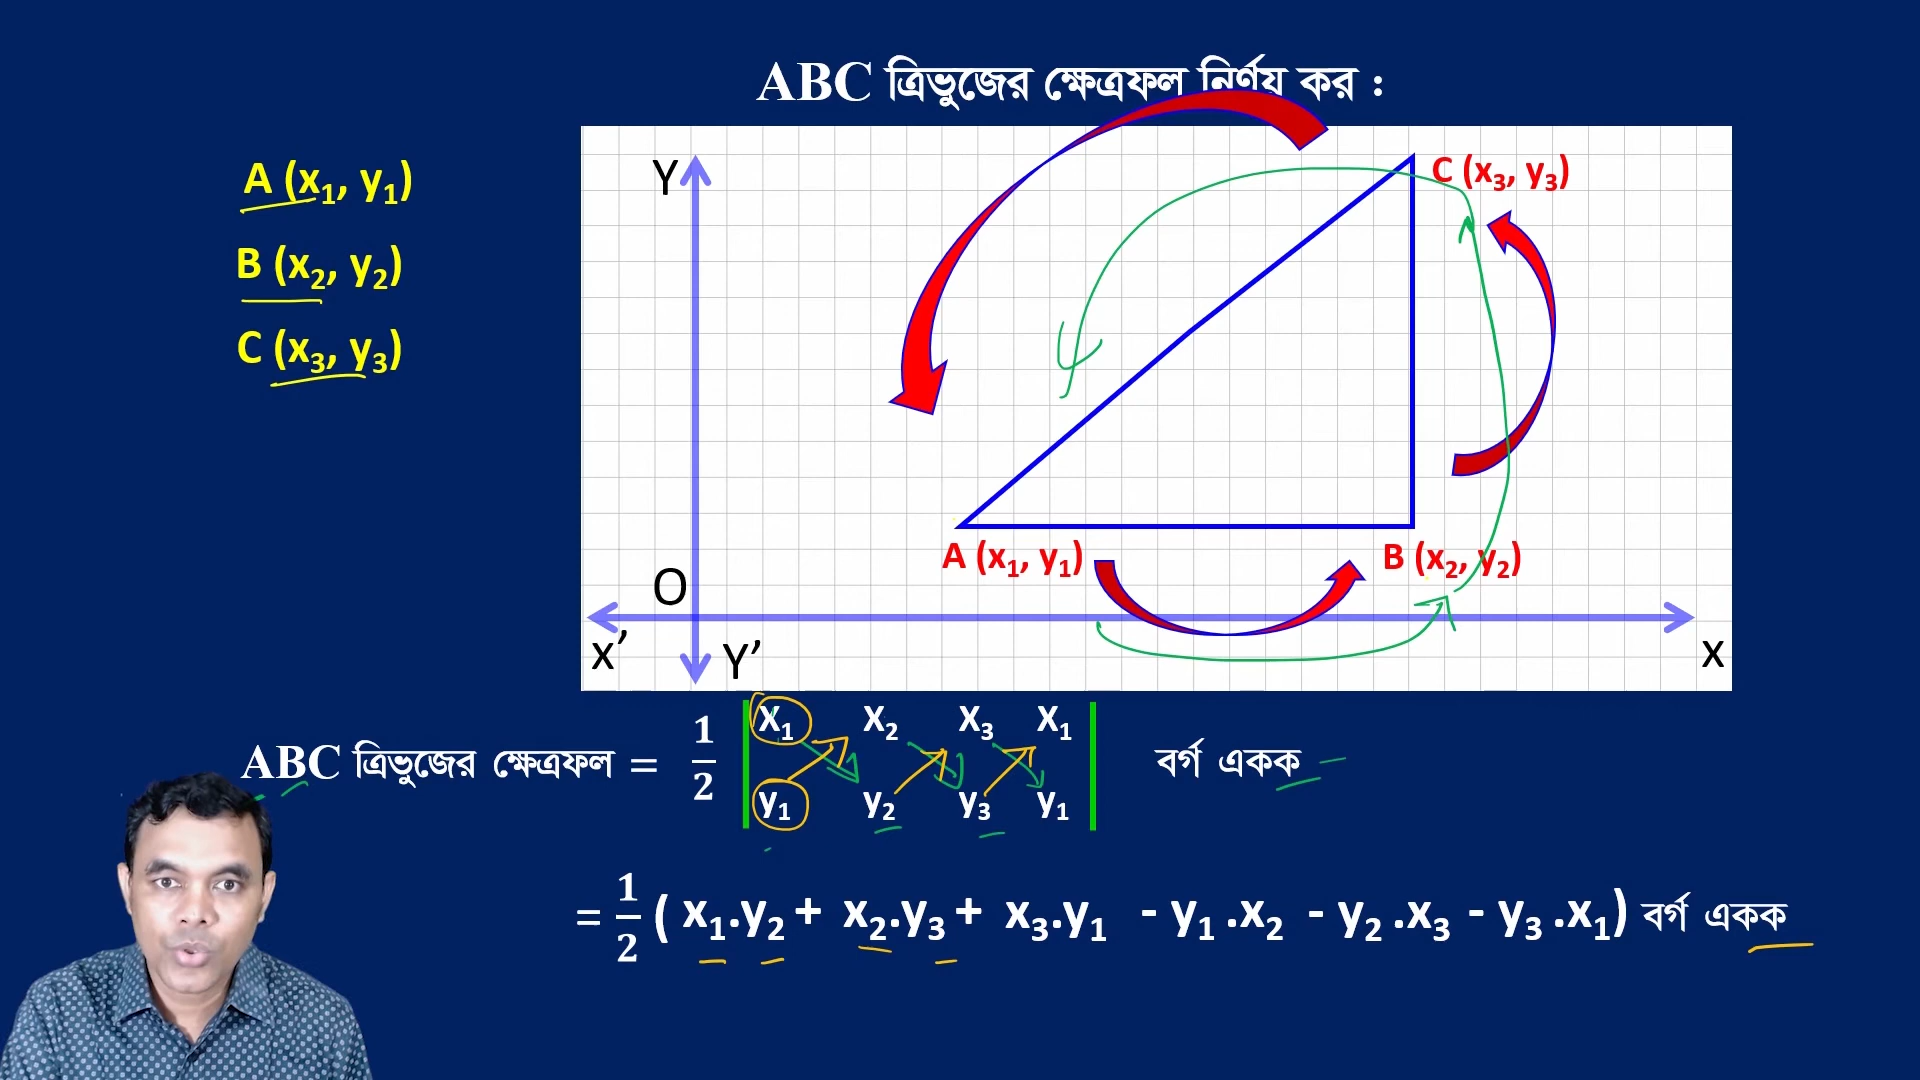 ABC ত্রিভুজের ক্ষেত্রফল নির্ণয় কর :
A (x₁, y₁)
B (x₂, y₂)
C (x₃, y₃)
Y
C (x₃, y₃)
A (x₁, y₁)
B (x₂, y₂)
O
x’
Y’
x
x₁ x₂ x₃ x₁
ABC ত্রিভুজের ক্ষেত্রফল = 1/2 বর্গ একক
y₁ y₂ y₃ y₁
= 1/2 ( x₁.y₂ + x₂.y₃ + x₃.y₁ - y₁ .x₂ - y₂ .x₃ - y₃ .x₁) বর্গ একক